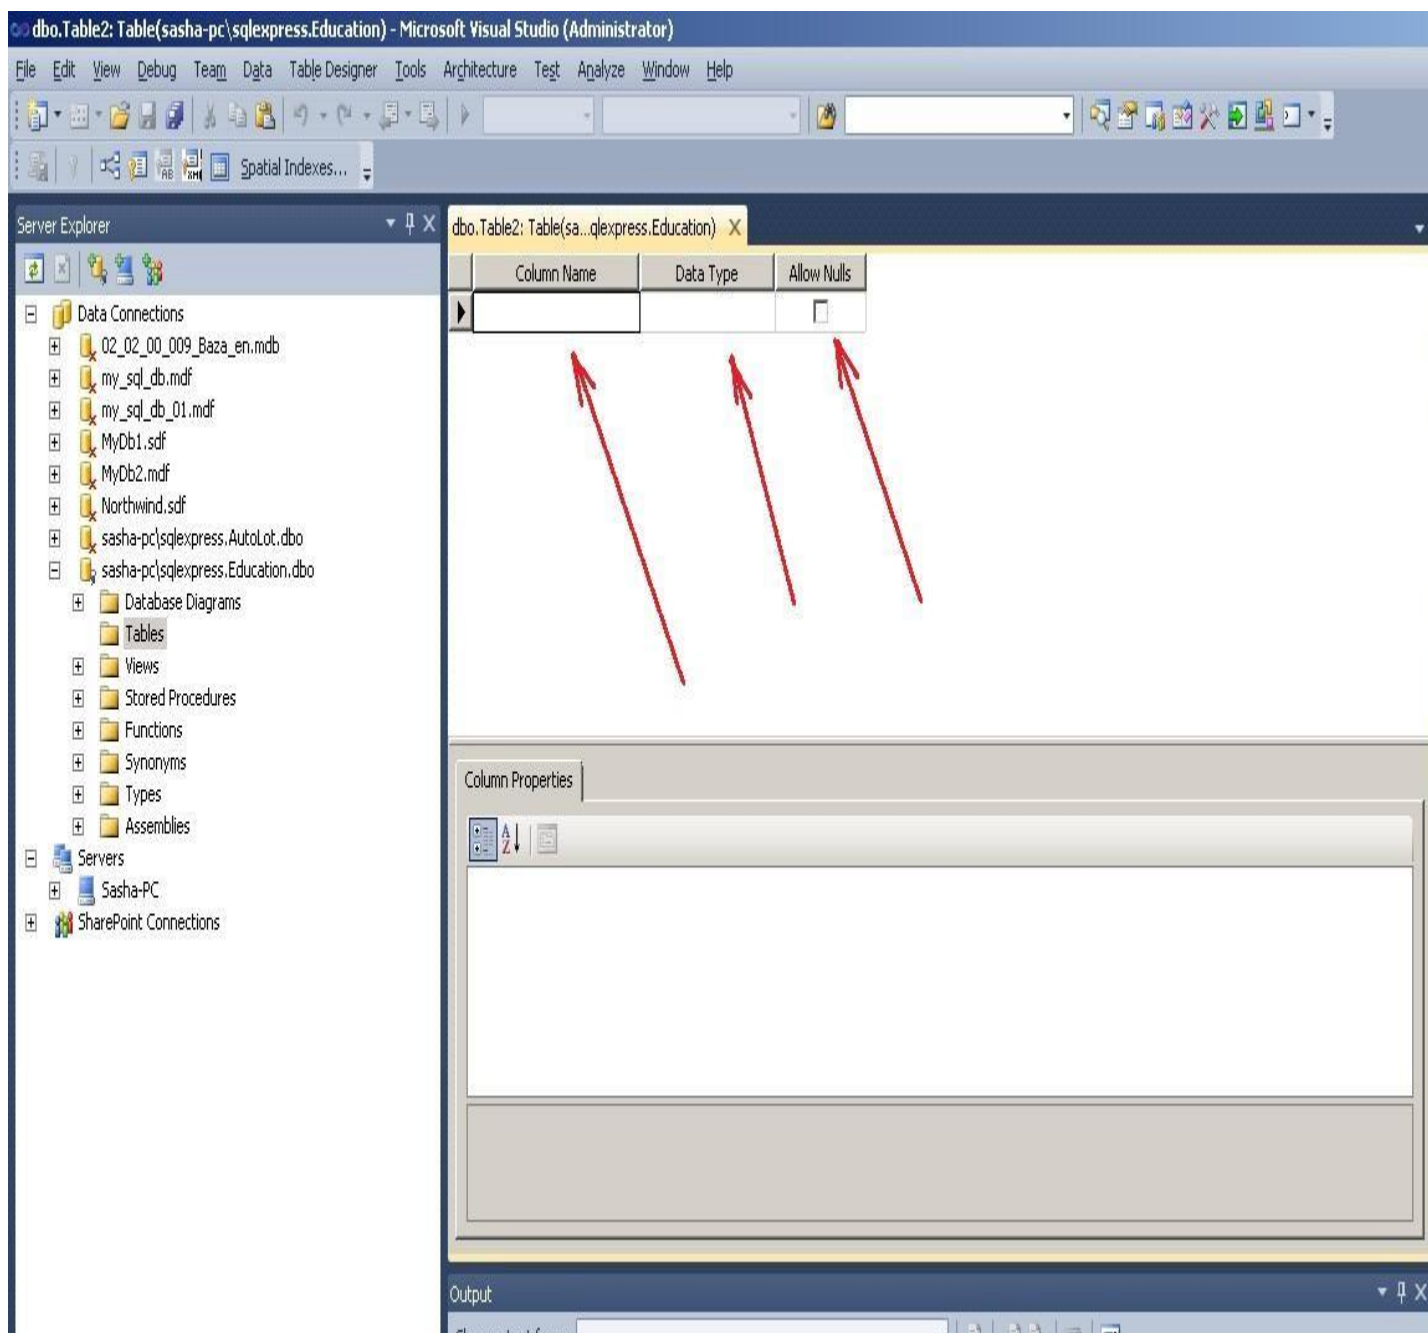 dbo.Table2: Table(sasha-pc\sqlexpress.Education) - Microsoft Visual Studio (Administrator)
File Edit View Debug Team Data Table Designer Tools Architecture Test Analyze Window Help
Spatial Indexes...
Server Explorer
Data Connections
02_02_00_009_Baza_en.mdb
my_sql_db.mdf
my_sql_db_01.mdf
MyDb1.sdf
MyDb2.mdf
Northwind.sdf
sasha-pc\sqlexpress.AutoLot.dbo
sasha-pc\sqlexpress.Education.dbo
Database Diagrams
Tables
Views
Stored Procedures
Functions
Synonyms
Types
Assemblies
Servers
Sasha-PC
SharePoint Connections
dbo.Table2: Table(sa...qlexpress.Education)
Column Name Data Type Allow Nulls
Column Properties
Output